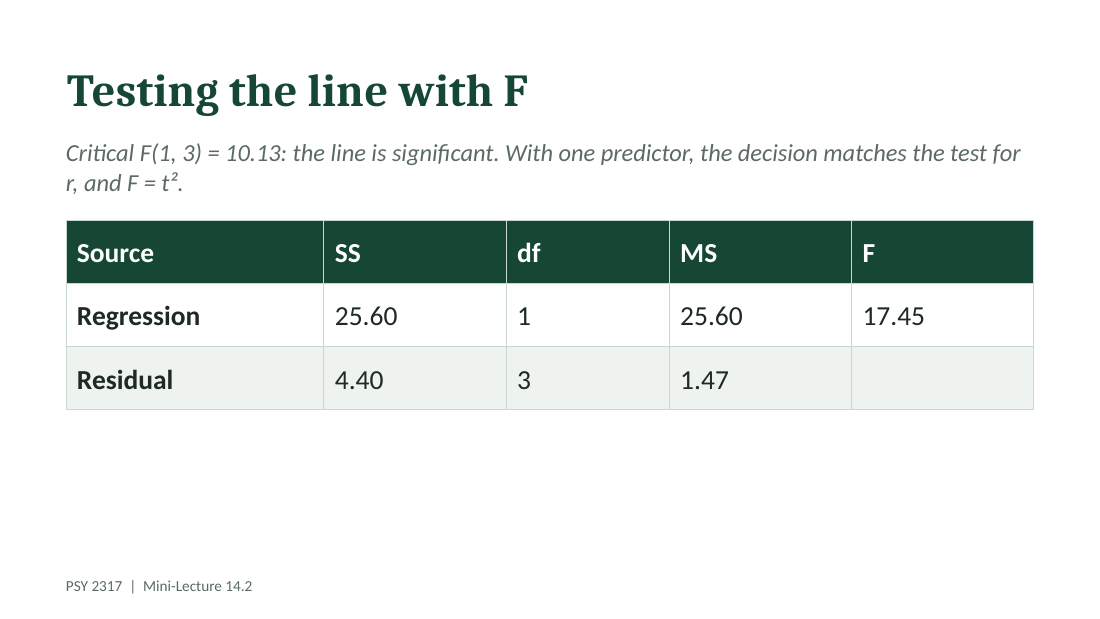 Testing the line with F
Critical F(1, 3) = 10.13: the line is significant. With one predictor, the decision matches the test for
r, and F = t².
Source SS df MS F
Regression 25.60 1 25.60 17.45
Residual 4.40 3 1.47
PSY 2317 | Mini-Lecture 14.2